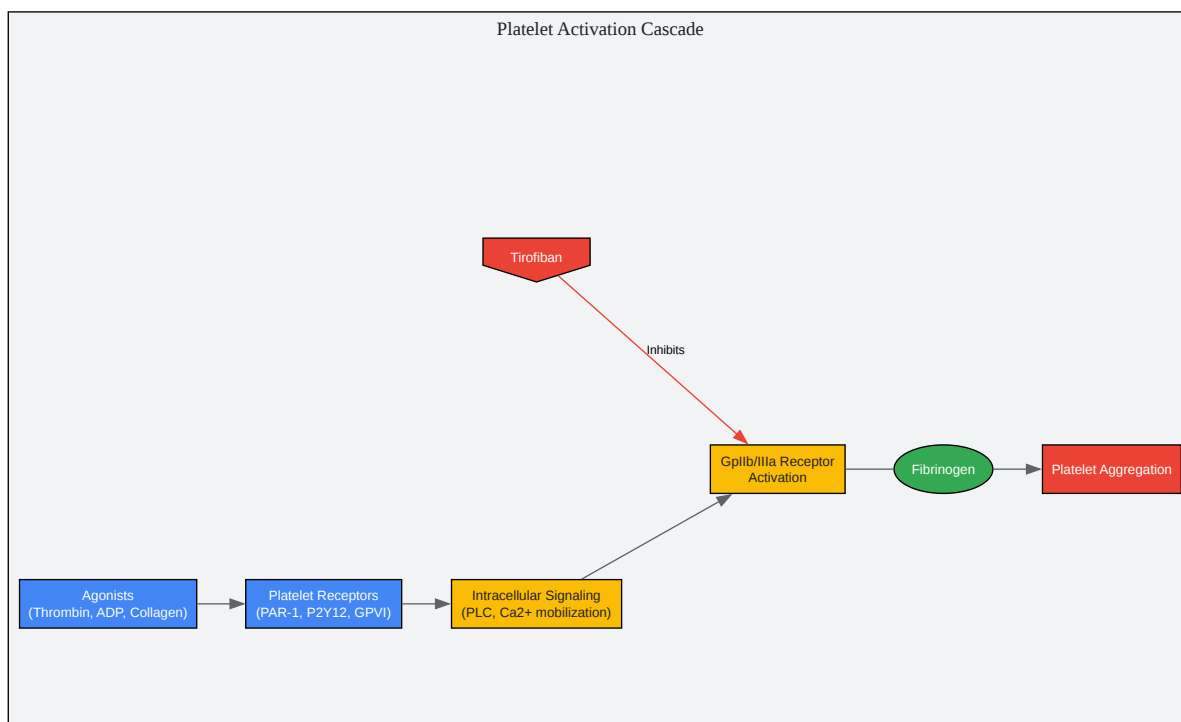 Platelet Activation Cascade
Tirofiban
Inhibits
GpIIb/IIIa Receptor
Activation
Fibrinogen
Platelet Aggregation
Agonists
(Thrombin, ADP, Collagen)
Platelet Receptors
(PAR-1, P2Y12, GPVI)
Intracellular Signaling
(PLC, Ca2+ mobilization)